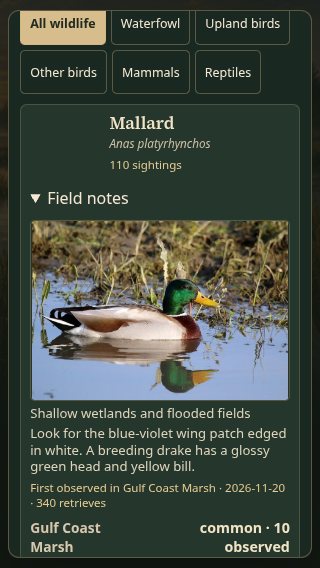 All wildlife
Waterfowl
Upland birds
Other birds
Mammals
Reptiles
Mallard
Anas platyrhynchos
110 sightings
▼ Field notes
Shallow wetlands and flooded fields
Look for the blue-violet wing patch edged
in white. A breeding drake has a glossy
green head and yellow bill.
First observed in Gulf Coast Marsh · 2026-11-20
· 340 retrieves
Gulf Coast common · 10
Marsh observed